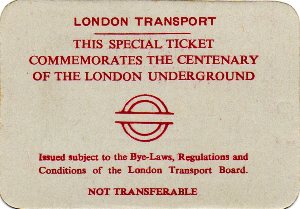 LONDON TRANSPORT
THIS SPECIAL TICKET
COMMEMORATES THE CENTENARY
OF THE LONDON UNDERGROUND
Issued subject to the Bye-Laws, Regulations and
Conditions of the London Transport Board.
NOT TRANSFERABLE